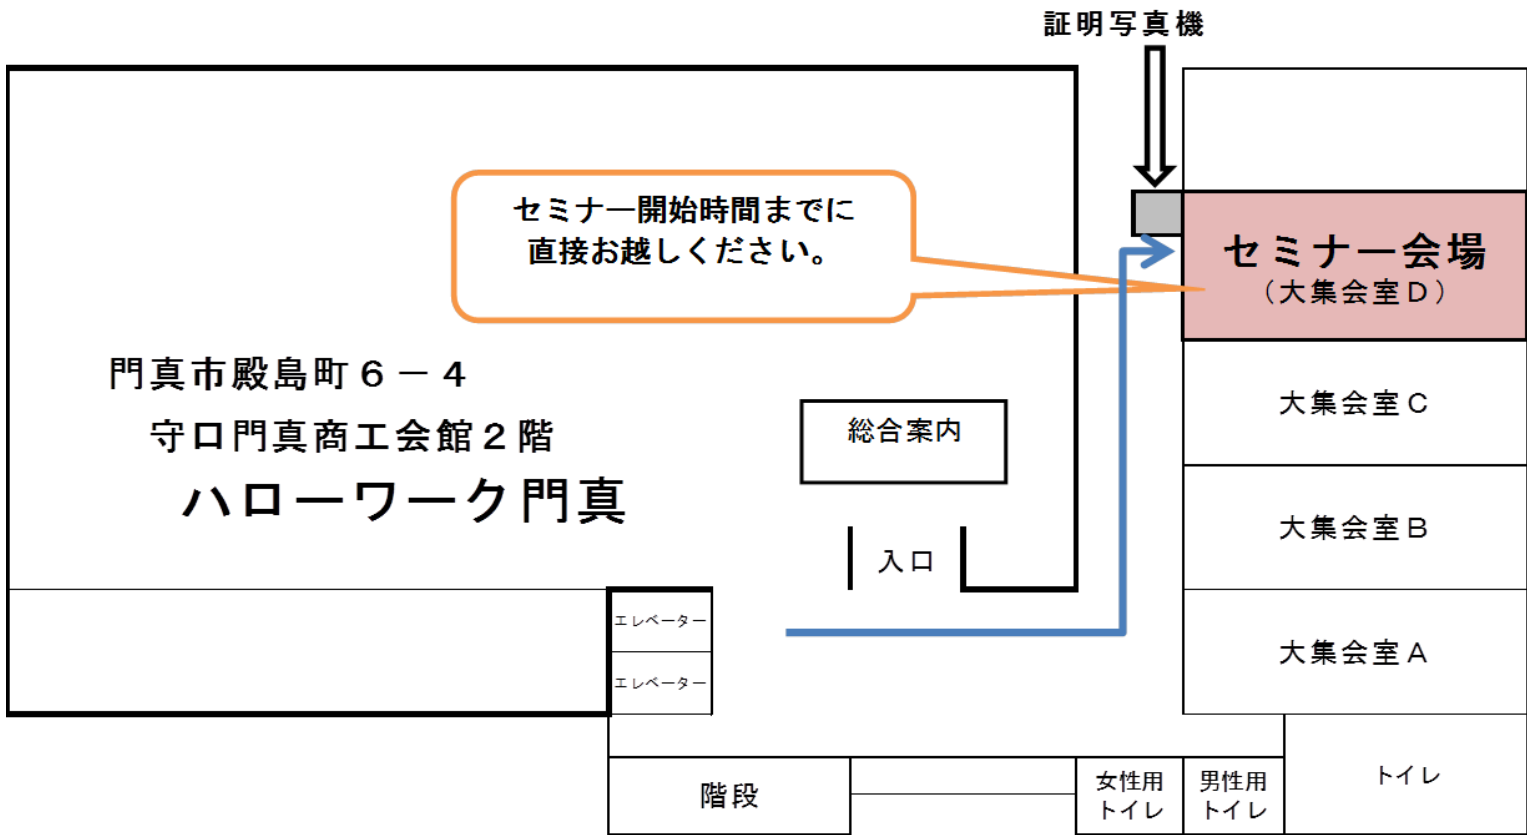 証明写真機
セミナー開始時間までに
直接お越しください。
セミナー会場
（大集会室Ｄ）
門真市殿島町６－４
守口門真商工会館２階
ハローワーク門真
総合案内
大集会室Ｃ
大集会室Ｂ
入口
エレベーター
エレベーター
大集会室Ａ
階段
女性用
トイレ
男性用
トイレ
トイレ